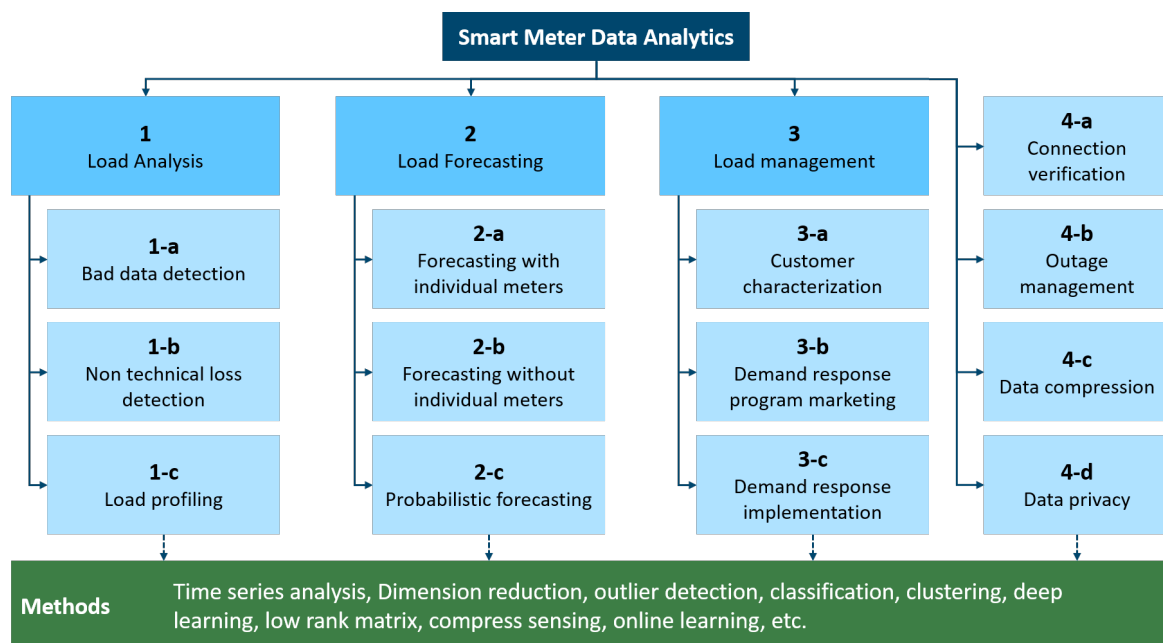 Smart Meter Data Analytics
1
Load Analysis
1-a
Bad data detection
1-b
Non technical loss
detection
1-c
Load profiling
2
Load Forecasting
2-a
Forecasting with
individual meters
2-b
Forecasting without
individual meters
2-c
Probabilistic forecasting
3
Load management
3-a
Customer
characterization
3-b
Demand response
program marketing
3-c
Demand response
implementation
4-a
Connection
verification
4-b
Outage
management
4-c
Data compression
4-d
Data privacy
Methods
Time series analysis, Dimension reduction, outlier detection, classification, clustering, deep
learning, low rank matrix, compress sensing, online learning, etc.